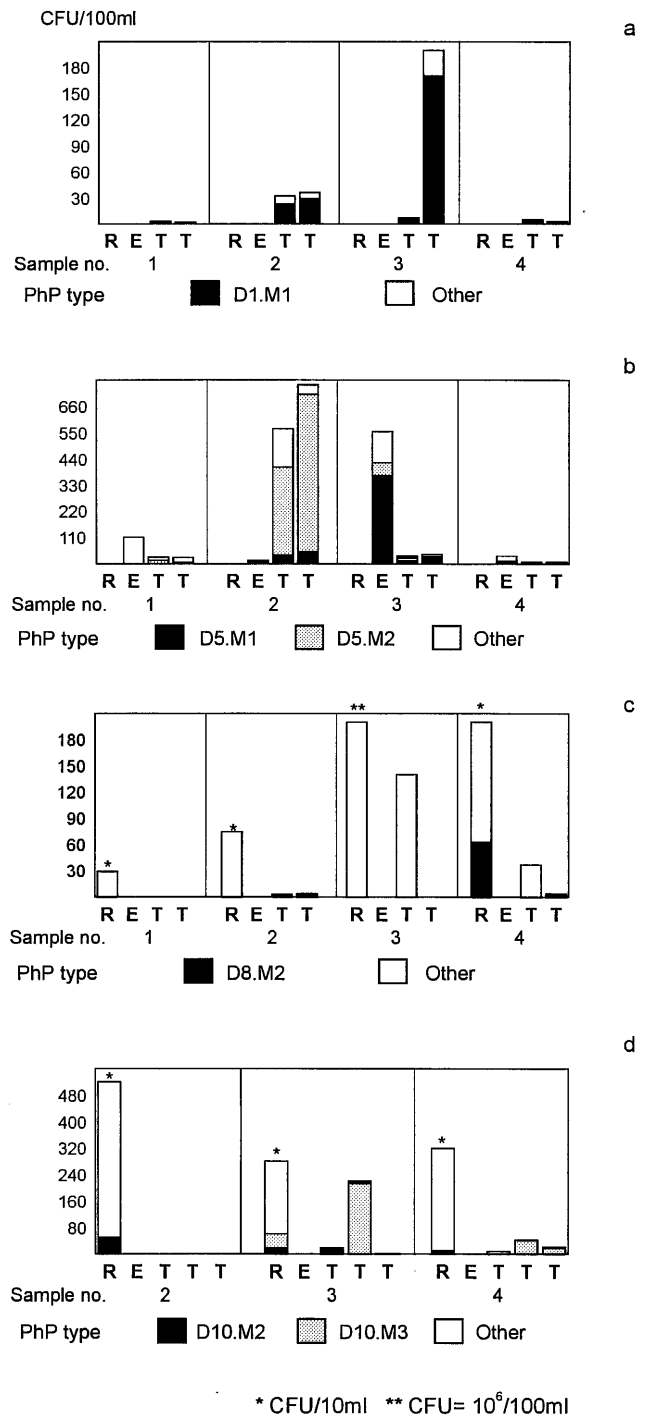 CFU/100ml
a
180
150
120
90
60
30
R E T T R E T T R E T T R E T T
Sample no. 1 2 3 4
PhP type D1.M1 Other
b
660
550
440
330
220
110
R E T T R E T T R E T T R E T T
Sample no. 1 2 3 4
PhP type D5.M1 D5.M2 Other
c
** *
180
150
120
90
*
60
*
30
R E T T R E T T R E T T R E T T
Sample no. 1 2 3 4
PhP type D8.M2 Other
d
*
480
400
* *
320
240
160
80
R E T T T R E T T T R E T T T
Sample no. 2 3 4
PhP type D10.M2 D10.M3 Other
* CFU/10ml ** CFU= 10⁶/100ml